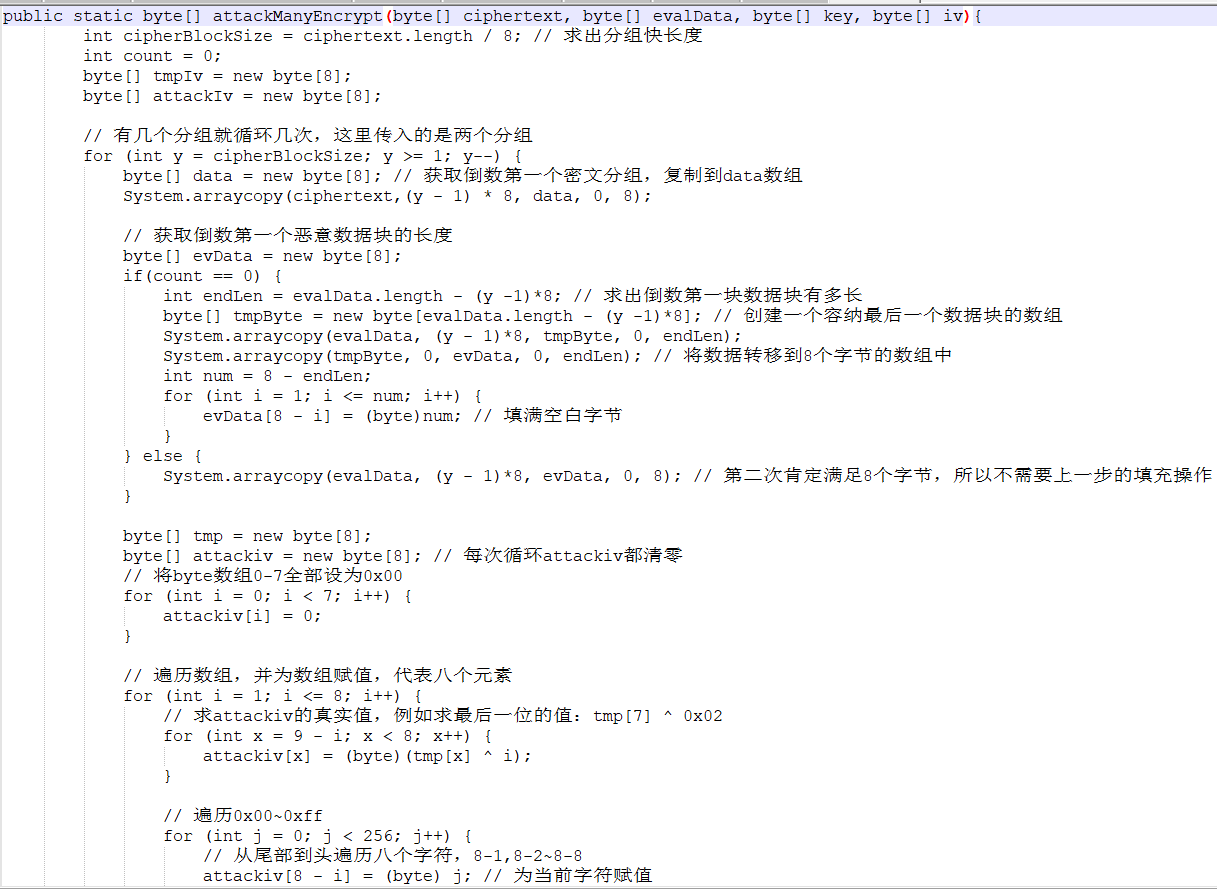 public static byte[] attackManyEncrypt(byte[] ciphertext, byte[] evalData, byte[] key, byte[] iv){
int cipherBlockSize = ciphertext.length / 8; // 求出分组快长度
int count = 0;
byte[] tmpIv = new byte[8];
byte[] attackIv = new byte[8];
// 有几个分组就循环几次，这里传入的是两个分组
for (int y = cipherBlockSize; y >= 1; y--) {
byte[] data = new byte[8]; // 获取倒数第一个密文分组，复制到data数组
System.arraycopy(ciphertext,(y - 1) * 8, data, 0, 8);
// 获取倒数第一个恶意数据块的长度
byte[] evData = new byte[8];
if(count == 0) {
int endLen = evalData.length - (y -1)*8; // 求出倒数第一块数据块有多长
byte[] tmpByte = new byte[evalData.length - (y -1)*8]; // 创建一个容纳最后一个数据块的数组
System.arraycopy(evalData, (y - 1)*8, tmpByte, 0, endLen);
System.arraycopy(tmpByte, 0, evData, 0, endLen); // 将数据转移到8个字节的数组中
int num = 8 - endLen;
for (int i = 1; i <= num; i++) {
evData[8 - i] = (byte)num; // 填满空白字节
}
} else {
System.arraycopy(evalData, (y - 1)*8, evData, 0, 8); // 第二次肯定满足8个字节，所以不需要上一步的填充操作
}
byte[] tmp = new byte[8];
byte[] attackiv = new byte[8]; // 每次循环attackiv都清零
// 将byte数组0-7全部设为0x00
for (int i = 0; i < 7; i++) {
attackiv[i] = 0;
}
// 遍历数组，并为数组赋值，代表八个元素
for (int i = 1; i <= 8; i++) {
// 求attackiv的真实值，例如求最后一位的值：tmp[7] ^ 0x02
for (int x = 9 - i; x < 8; x++) {
attackiv[x] = (byte)(tmp[x] ^ i);
}
// 遍历0x00~0xff
for (int j = 0; j < 256; j++) {
// 从尾部到头遍历八个字符，8-1,8-2~8-8
attackiv[8 - i] = (byte) j; // 为当前字符赋值